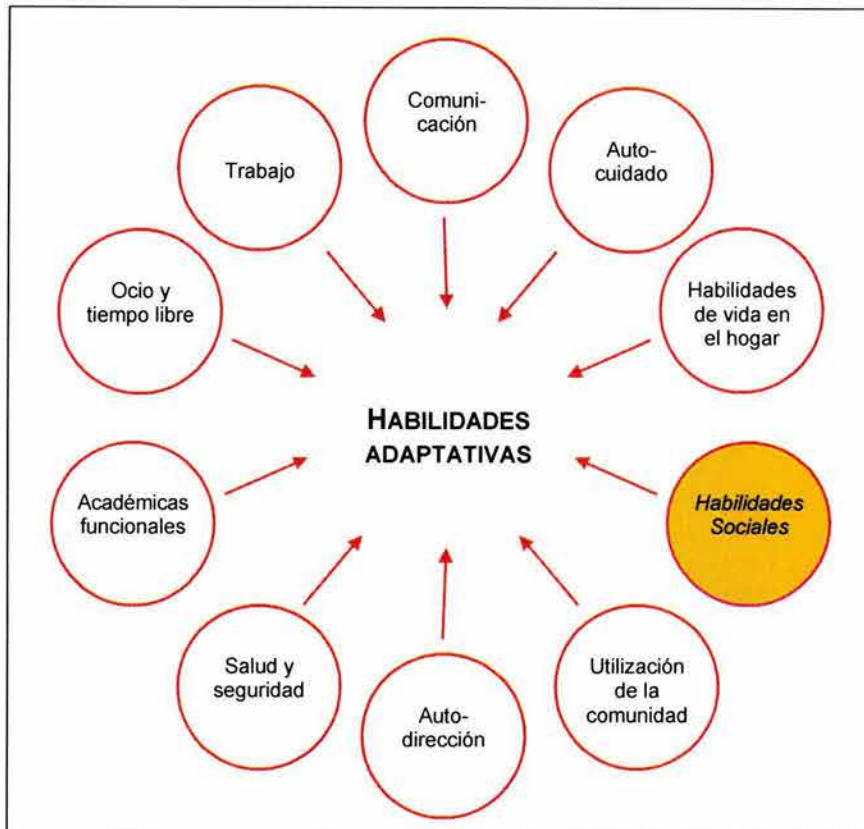 Comuni-
cación
Auto-
cuidado
Habilidades
de vida en
el hogar
Habilidades
Sociales
Utilización
de la
comunidad
Auto-
dirección
Salud y
seguridad
Académicas
funcionales
Ocio y
tiempo libre
Trabajo
HABILIDADES
ADAPTATIVAS